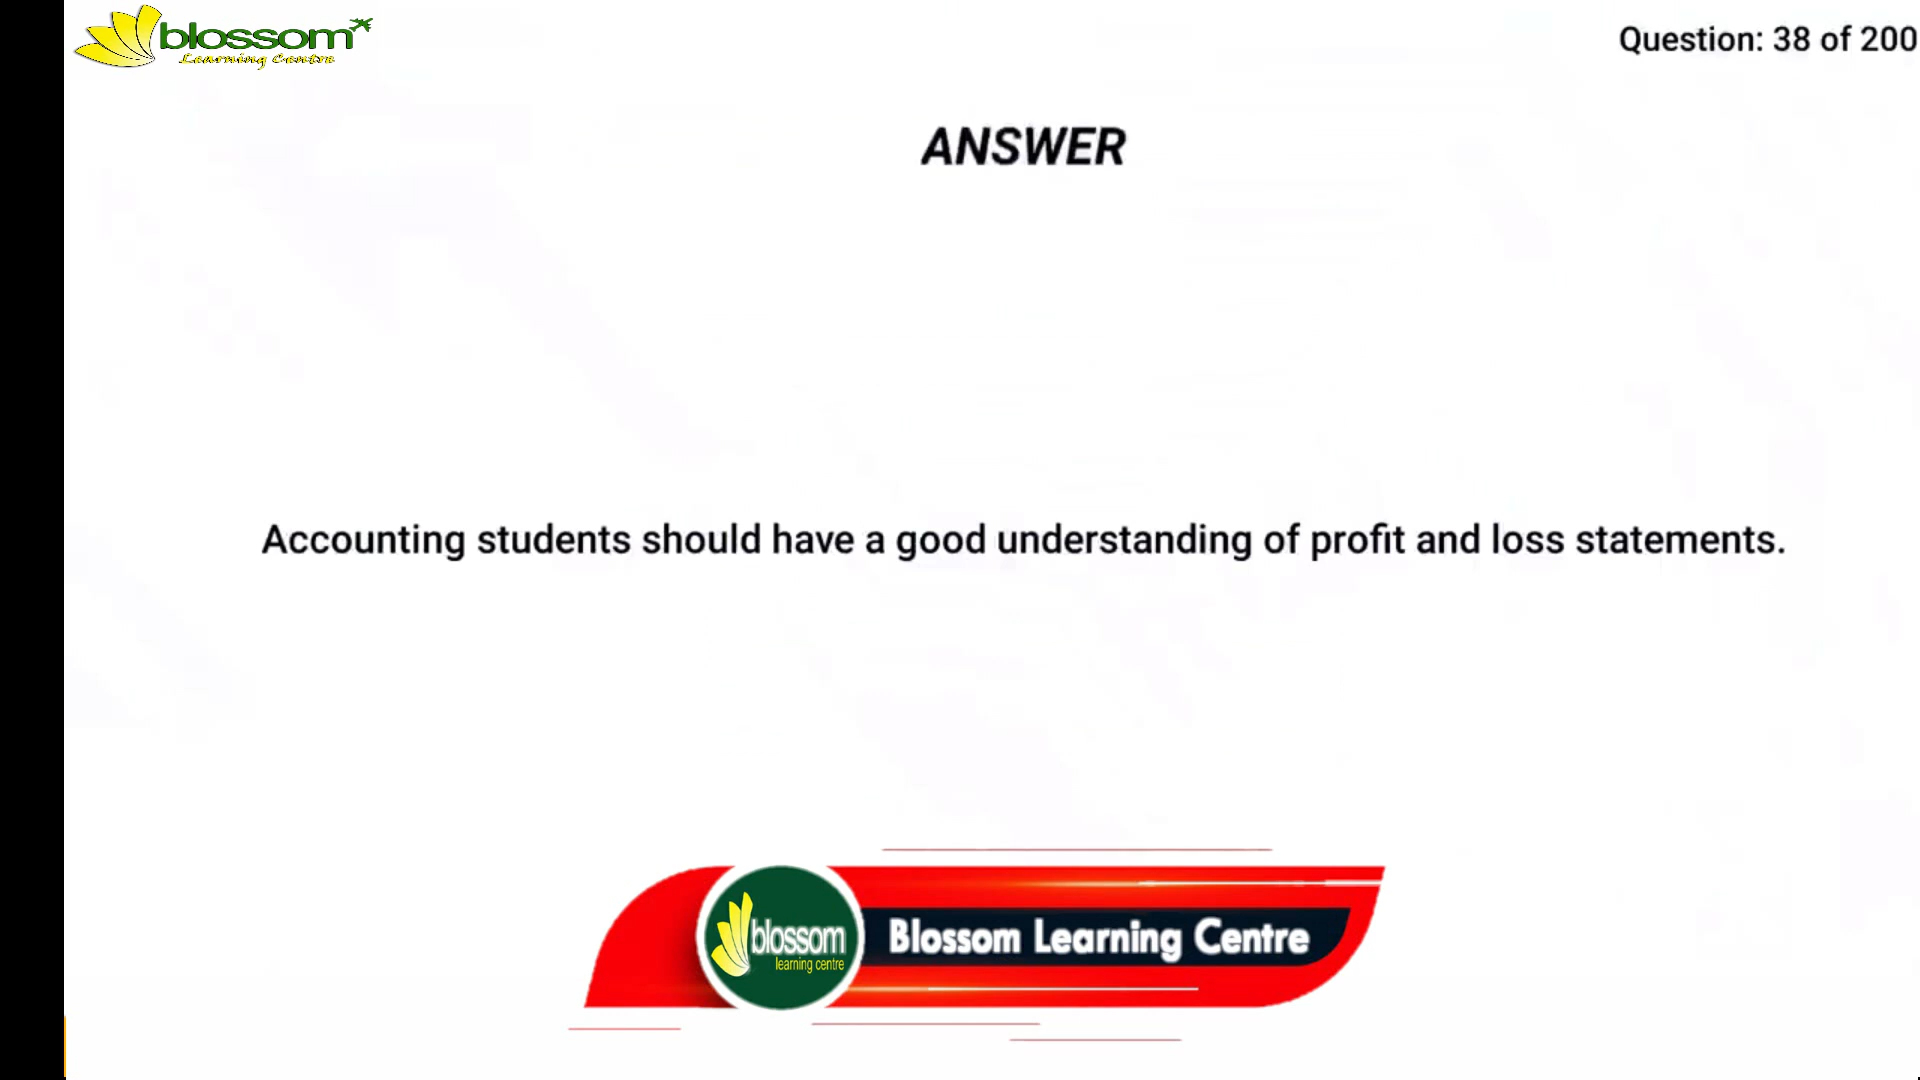 blossom
Learning Centre
Question: 38 of 200
ANSWER
Accounting students should have a good understanding of profit and loss statements.
blossom
learning centre
Blossom Learning Centre